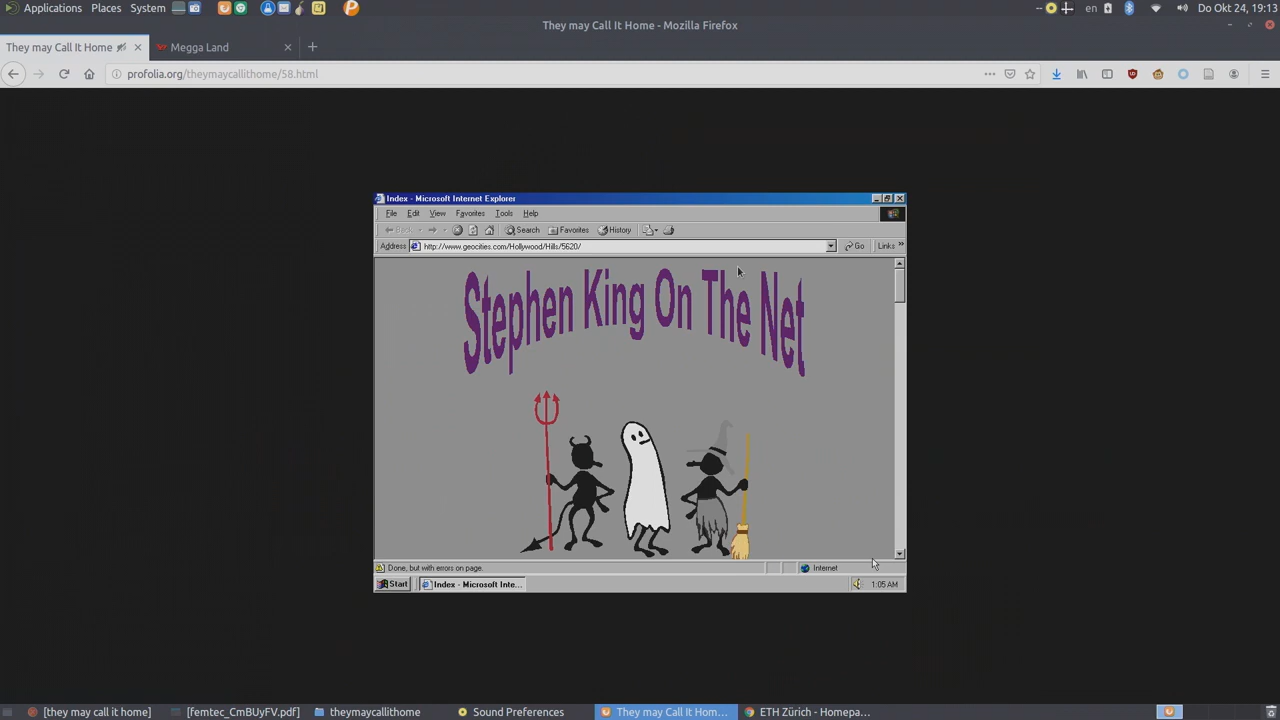 Applications Places System
en
Do Okt 24, 19:13
They may Call It Home - Mozilla Firefox
They may Call It Home
Megga Land
profolia.org/theymaycallithome/58.html
Index - Microsoft Internet Explorer
File Edit View Favorites Tools Help
Back
Search Favorites History
Address http://www.geocities.com/Hollywood/Hills/5620/ Go Links »
Stephen King On The Net
Done, but with errors on page. Internet
Start Index - Microsoft Inte... 1:05 AM
[they may call it home] [femtec_CmBUyFV.pdf] theymaycallithome Sound Preferences They may Call It Hom... ETH Zürich - Homepa...